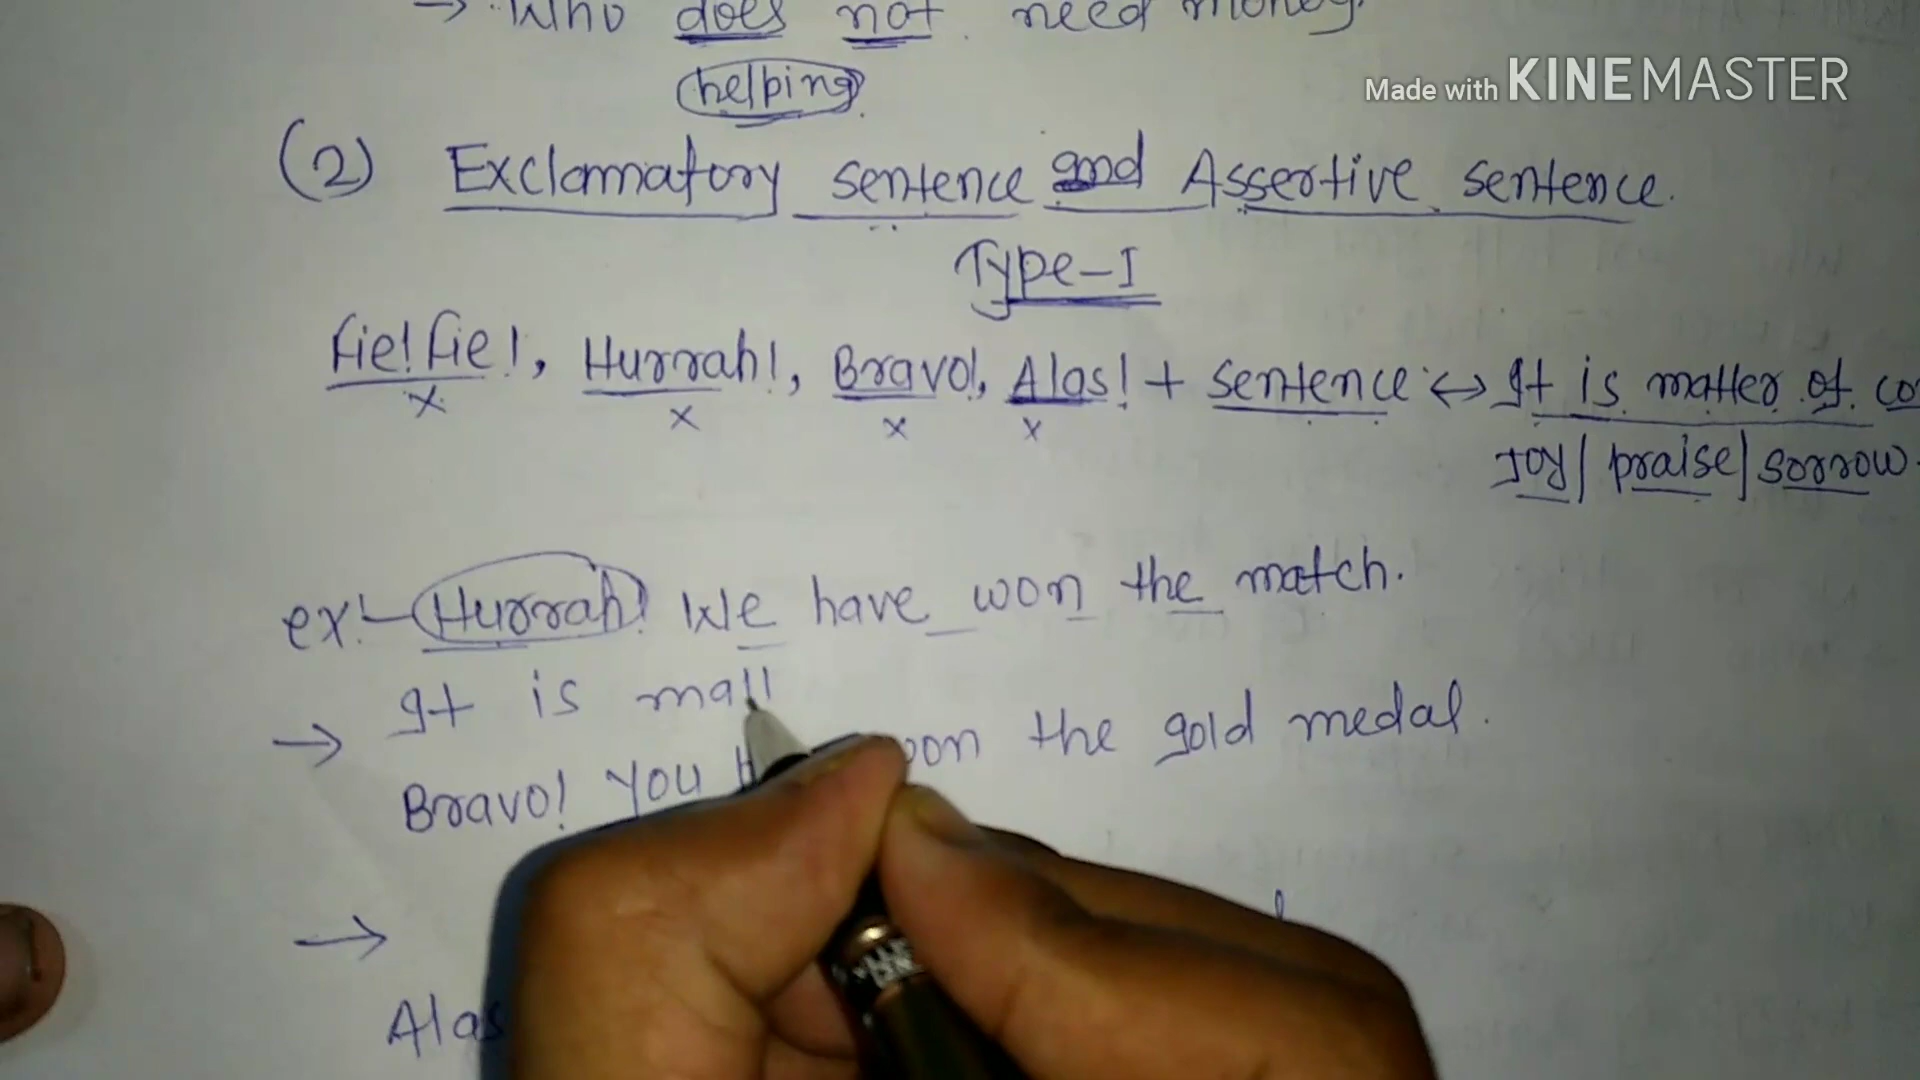 → Who does not need money.
Made with KINEMASTER
(helping)
(2) Exclamatory sentence and Assertive sentence.
Type-I
Fie! Fie!, Hurrah!, Bravo!, Alas! + sentence ↔ It is matter of
x x x x
Joy / praise / sorrow.
ex:- Hurrah! We have won the match.
→ It is matt
Bravo! You won the gold medal.
→
Alas